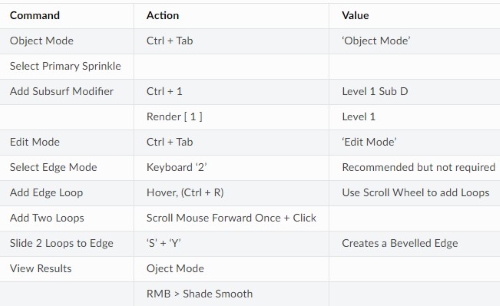 Command Action Value
Object Mode Ctrl + Tab ‘Object Mode’
Select Primary Sprinkle
Add Subsurf Modifier Ctrl + 1 Level 1 Sub D
Render [ 1 ] Level 1
Edit Mode Ctrl + Tab ‘Edit Mode’
Select Edge Mode Keyboard ‘2’ Recommended but not required
Add Edge Loop Hover, (Ctrl + R) Use Scroll Wheel to add Loops
Add Two Loops Scroll Mouse Forward Once + Click
Slide 2 Loops to Edge ‘S’ + ‘Y’ Creates a Bevelled Edge
View Results Oject Mode
RMB > Shade Smooth